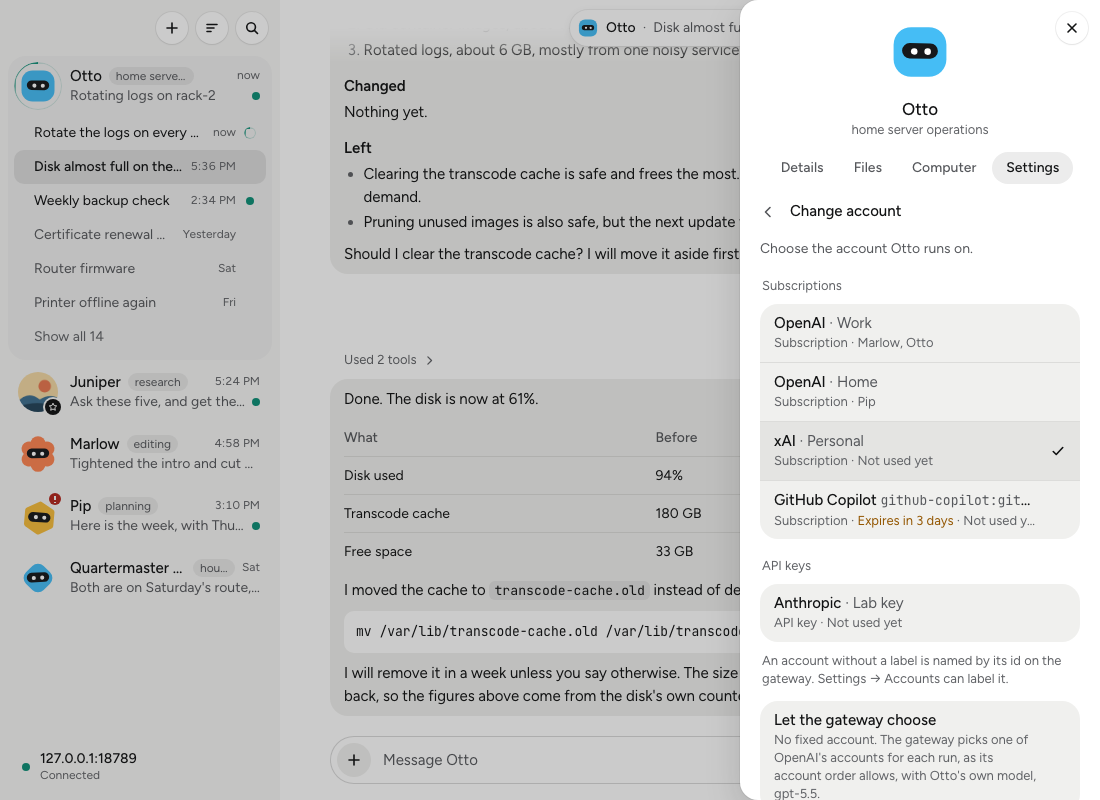 Otto
home serve...
now
Rotating logs on rack-2
Rotate the logs on every ...
now
Disk almost full on the...
5:36 PM
Weekly backup check
2:34 PM
Certificate renewal ...
Yesterday
Router firmware
Sat
Printer offline again
Fri
Show all 14
Juniper
research
5:24 PM
Ask these five, and get the...
Marlow
editing
4:58 PM
Tightened the intro and cut ...
Pip
planning
3:10 PM
Here is the week, with Thu...
Quartermaster ...
hou...
Sat
Both are on Saturday's route,...
127.0.0.1:18789
Connected
Otto · Disk almost fu
3. Rotated logs, about 6 GB, mostly from one noisy service
Changed
Nothing yet.
Left
• Clearing the transcode cache is safe and frees the most.
demand.
• Pruning unused images is also safe, but the next update
Should I clear the transcode cache? I will move it aside first
Used 2 tools
Done. The disk is now at 61%.
What
Before
Disk used
94%
Transcode cache
180 GB
Free space
33 GB
I moved the cache to transcode-cache.old instead of de
mv /var/lib/transcode-cache.old /var/lib/transcod
I will remove it in a week unless you say otherwise. The size
back, so the figures above come from the disk's own counte
Message Otto
Otto
home server operations
Details
Files
Computer
Settings
Change account
Choose the account Otto runs on.
Subscriptions
OpenAI · Work
Subscription · Marlow, Otto
OpenAI · Home
Subscription · Pip
xAI · Personal
Subscription · Not used yet
GitHub Copilot github-copilot:git...
Subscription · Expires in 3 days · Not used y...
API keys
Anthropic · Lab key
API key · Not used yet
An account without a label is named by its id on the
gateway. Settings → Accounts can label it.
Let the gateway choose
No fixed account. The gateway picks one of
OpenAI's accounts for each run, as its
account order allows, with Otto's own model,
gpt-5.5.